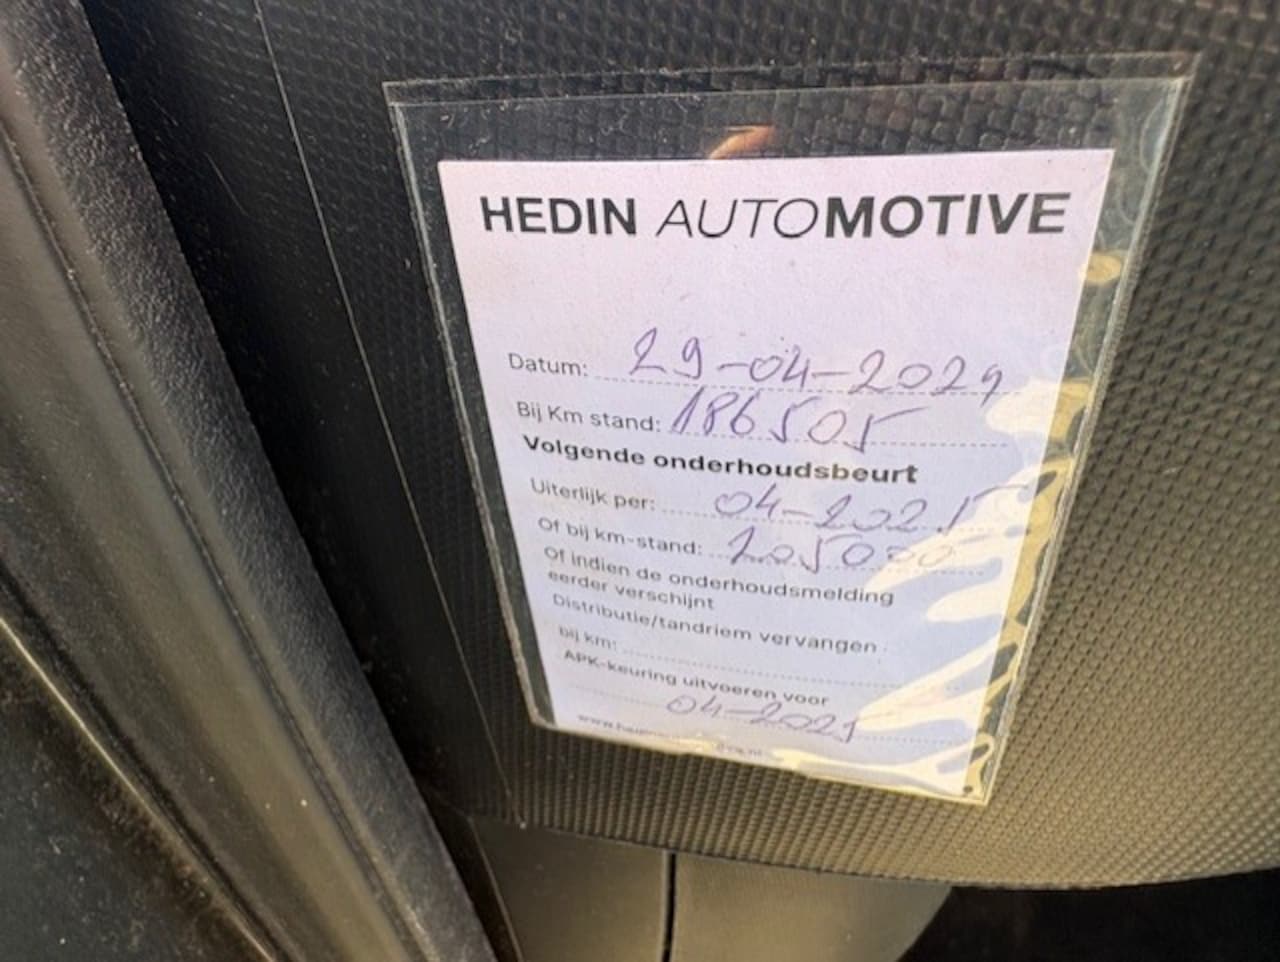 HEDIN AUTOMOTIVE
Datum: 29-04-2024
Bij Km stand: 186505
Volgende onderhoudsbeurt
Uiterlijk per: 04-2025
Of bij km-stand: 205000
Of indien de onderhoudsmelding
eerder verschijnt
Distributie/tandriem vervangen
bij km:
APK-keuring uitvoeren voor
04-2025